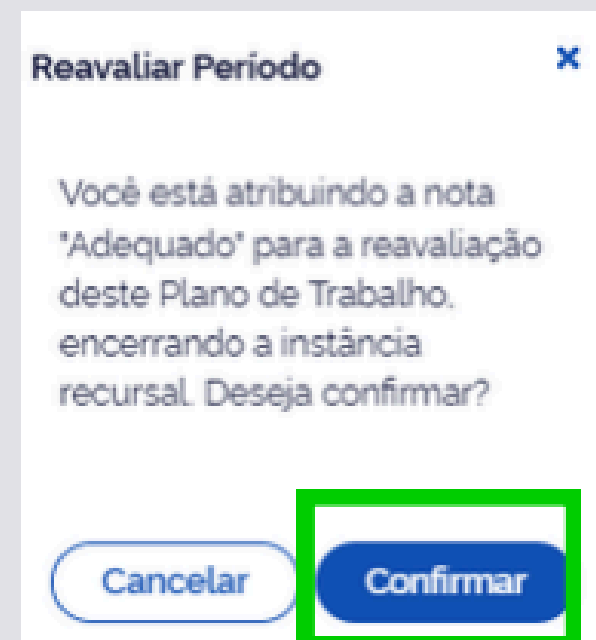 Reavaliar Período x
Você está atribuindo a nota
"Adequado" para a reavaliação
deste Plano de Trabalho,
encerrando a instância
recursal. Deseja confirmar?
Cancelar Confirmar